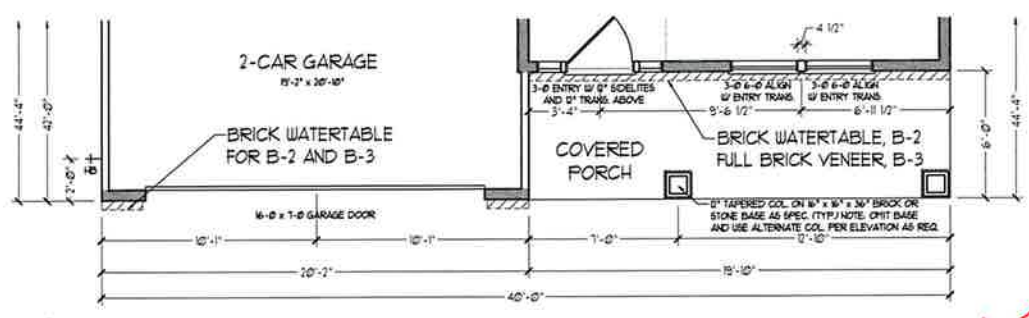 4 1/2"
2-CAR GARAGE
19'-2" x 20'-10"
44'-4"
42'-0"
2'-0"
3-0 ENTRY W/ 12" SIDELITES
AND 12" TRANS. ABOVE
3-0 6-0 ALIGN
W/ ENTRY TRANS.
3-0 6-0 ALIGN
W/ ENTRY TRANS.
3'-4"
9'-6 1/2"
6'-11 1/2"
6'-0"
44'-4"
BRICK WATERTABLE
FOR B-2 AND B-3
COVERED
PORCH
BRICK WATERTABLE, B-2
FULL BRICK VENEER, B-3
16-0 x 7-0 GARAGE DOOR
12" TAPERED COL. ON 16" x 16" x 36" BRICK OR
STONE BASE AS SPEC. (TYP.) NOTE: OMIT BASE
AND USE ALTERNATE COL. PER ELEVATION AS REQ.
10'-1"
10'-1"
7'-0"
12'-10"
20'-2"
19'-10"
40'-0"